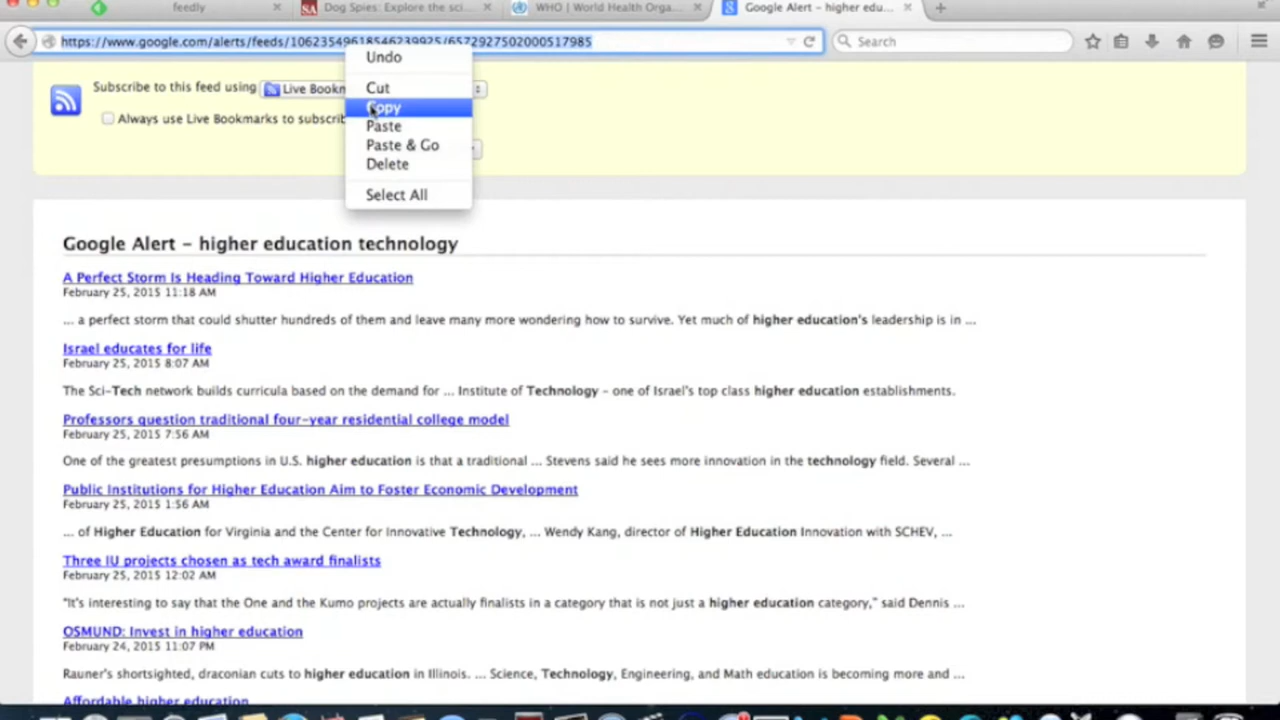 feedly
Dog Spies: Explore the sci...
WHO | World Health Orga...
Google Alert - higher edu...
https://www.google.com/alerts/feeds/10623549618546239925/6572927502000517985
Search
Undo
Subscribe to this feed using
Live Bookm
Cut
Copy
Always use Live Bookmarks to subscrib
Paste
Paste & Go
Delete
Select All
Google Alert - higher education technology
A Perfect Storm Is Heading Toward Higher Education
February 25, 2015 11:18 AM
... a perfect storm that could shutter hundreds of them and leave many more wondering how to survive. Yet much of higher education's leadership is in ...
Israel educates for life
February 25, 2015 8:07 AM
The Sci-Tech network builds curricula based on the demand for ... Institute of Technology - one of Israel's top class higher education establishments.
Professors question traditional four-year residential college model
February 25, 2015 7:56 AM
One of the greatest presumptions in U.S. higher education is that a traditional ... Stevens said he sees more innovation in the technology field. Several ...
Public Institutions for Higher Education Aim to Foster Economic Development
February 25, 2015 1:56 AM
... of Higher Education for Virginia and the Center for Innovative Technology, ... Wendy Kang, director of Higher Education Innovation with SCHEV, ...
Three IU projects chosen as tech award finalists
February 25, 2015 12:02 AM
"It's interesting to say that the One and the Kumo projects are actually finalists in a category that is not just a higher education category," said Dennis ...
OSMUND: Invest in higher education
February 24, 2015 11:07 PM
Rauner's shortsighted, draconian cuts to higher education in Illinois. ... Science, Technology, Engineering, and Math education is becoming more and ...
Affordable higher education